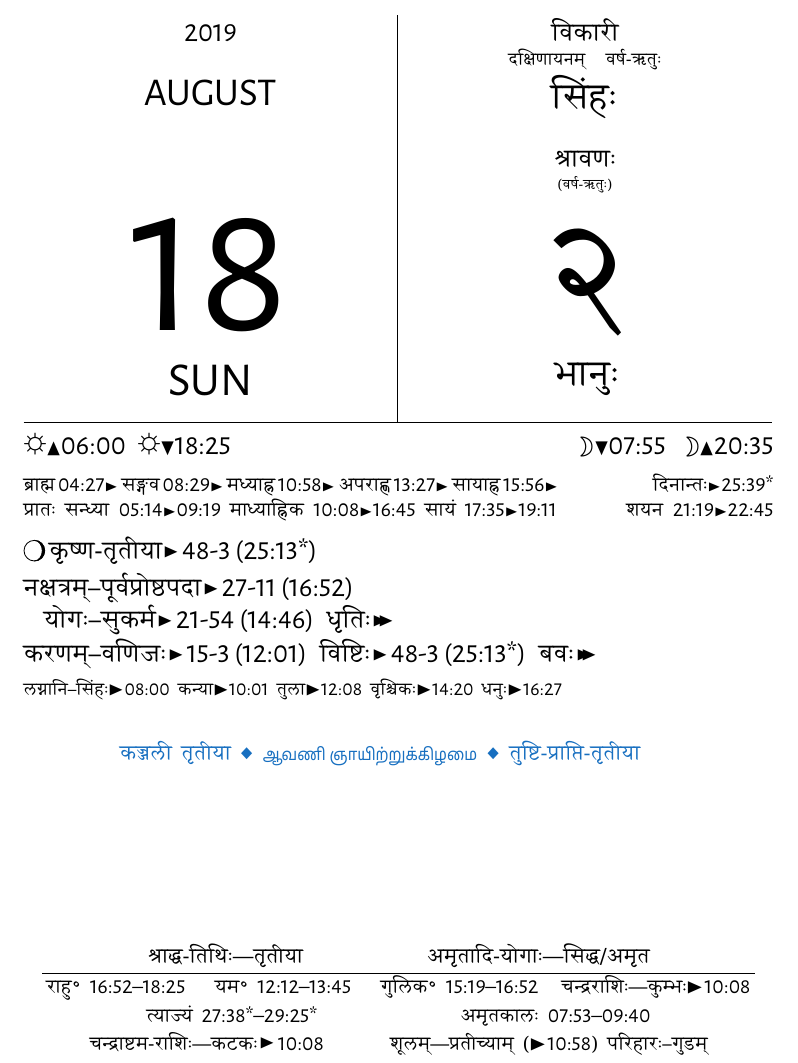 2019
AUGUST
18
SUN
विकारी
दक्षिणायनम् वर्ष-ऋतुः
सिंहः
श्रावणः
(वर्ष-ऋतुः)
२
भानुः
☼▲06:00 ☼▼18:25 ☽▼07:55 ☽▲20:35
ब्राह्म 04:27► सङ्गव 08:29► मध्याह्न 10:58► अपराह्ण 13:27► सायाह्न 15:56► दिनान्तः►25:39*
प्रातः सन्ध्या 05:14►09:19 माध्याह्निक 10:08►16:45 सायं 17:35►19:11 शयन 21:19►22:45
❍कृष्ण-तृतीया► 48-3 (25:13*)
नक्षत्रम्–पूर्वप्रोष्ठपदा► 27-11 (16:52)
योगः–सुकर्म► 21-54 (14:46) धृतिः►►
करणम्–वणिजः►15-3 (12:01) विष्टिः►48-3 (25:13*) बवः►►
लग्नानि–सिंहः►08:00 कन्या►10:01 तुला►12:08 वृश्चिकः►14:20 धनुः►16:27
कज्जली तृतीया ◆ ஆவணி ஞாயிற்றுக்கிழமை ◆ तुष्टि-प्राप्ति-तृतीया
श्राद्ध-तिथिः—तृतीया अमृतादि-योगाः—सिद्ध/अमृत
राहु° 16:52–18:25 यम° 12:12–13:45 गुलिक° 15:19–16:52 चन्द्रराशिः—कुम्भः►10:08
त्याज्यं 27:38*–29:25* अमृतकालः 07:53–09:40
चन्द्राष्टम-राशिः—कटकः►10:08 शूलम्—प्रतीच्याम् (►10:58) परिहारः–गुडम्